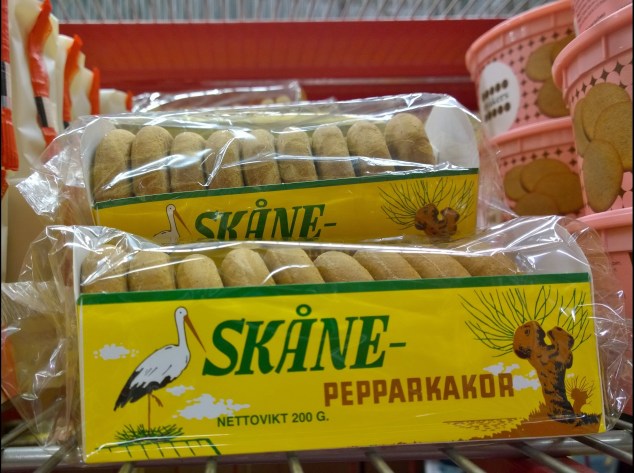 SKÅNE-
SKÅNE-
PEPPARKAKOR
NETTOVIKT 200 G.